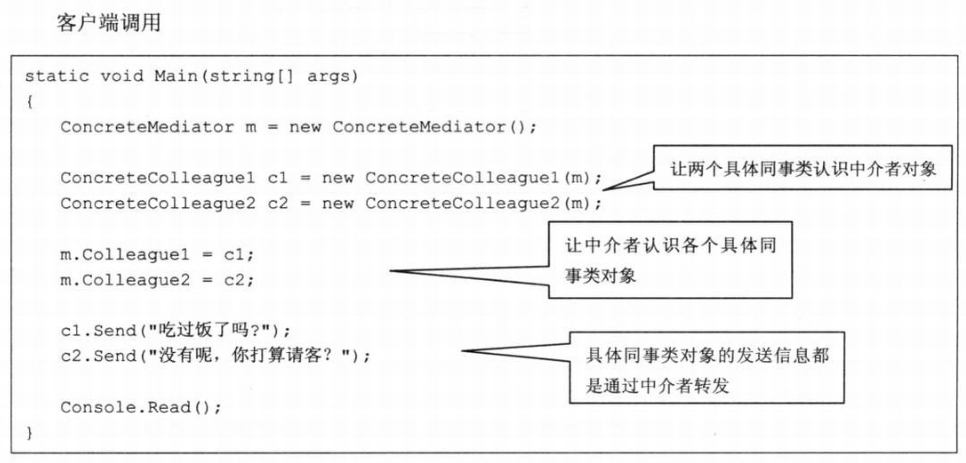 客户端调用
static void Main(string[] args)
{
ConcreteMediator m = new ConcreteMediator();
ConcreteColleague1 c1 = new ConcreteColleague1(m);
ConcreteColleague2 c2 = new ConcreteColleague2(m);
让两个具体同事类认识中介者对象
m.Colleague1 = c1;
m.Colleague2 = c2;
让中介者认识各个具体同
事类对象
c1.Send("吃过饭了吗?");
c2.Send("没有呢，你打算请客？");
具体同事类对象的发送信息都
是通过中介者转发
Console.Read();
}